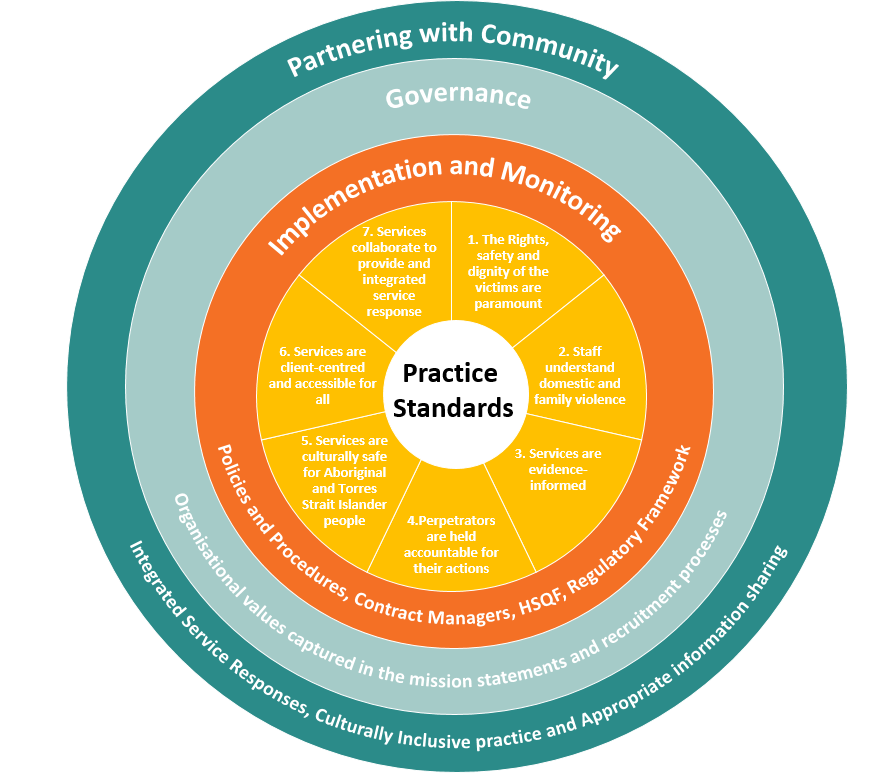 Partnering with Community
Governance
Implementation and Monitoring
7. Services
collaborate to
provide and
integrated
service
response
1. The Rights,
safety and
dignity of the
victims are
paramount
6. Services are
client-centred
and accessible for
all
Practice
Standards
2. Staff
understand
domestic and
family violence
5. Services are
culturally safe
for Aboriginal
and Torres
Strait Islander
people
3. Services are
evidence-
informed
4.Perpetrators
are held
accountable for
their actions
Policies and Procedures, Contract Managers, HSQF, Regulatory Framework
Organisational values captured in the mission statements and recruitment processes
Integrated Service Responses, Culturally Inclusive practice and Appropriate information sharing